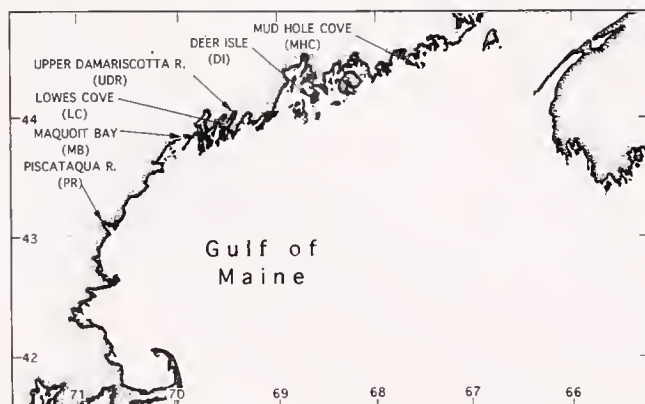 MUD HOLE COVE
(MHC)
DEER ISLE
(DI)
UPPER DAMARISCOTTA R.
(UDR)
LOWES COVE
(LC)
MAQUOIT BAY
(MB)
PISCATAQUA R.
(PR)
44
43
42
Gulf of
Maine
71 70 69 68 67 66